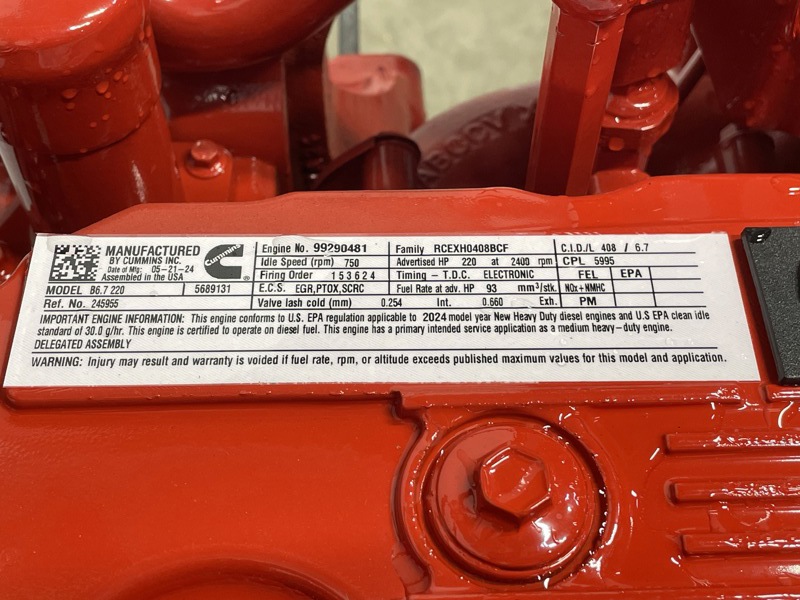 MANUFACTURED
BY CUMMINS INC.
Date of Mfg: 05-21-24
Assembled in the USA
Cummins
MODEL B6.7 220 5689131
Ref. No. 245955
Engine No. 99290481 Family RCEXH0408BCF C.I.D./L 408 / 6.7
Idle Speed (rpm) 750 Advertised HP 220 at 2400 rpm CPL 5995
Firing Order 153624 Timing - T.D.C. ELECTRONIC FEL EPA
E.C.S. EGR,PTOX,SCRC Fuel Rate at adv. HP 93 mm³/stk. NOx+NMHC
Valve lash cold (mm) 0.254 Int. 0.660 Exh. PM
IMPORTANT ENGINE INFORMATION: This engine conforms to U.S. EPA regulation applicable to 2024 model year New Heavy Duty diesel engines and U.S EPA clean idle
standard of 30.0 g/hr. This engine is certified to operate on diesel fuel. This engine has a primary intended service application as a medium heavy-duty engine.
DELEGATED ASSEMBLY
WARNING: Injury may result and warranty is voided if fuel rate, rpm, or altitude exceeds published maximum values for this model and application.